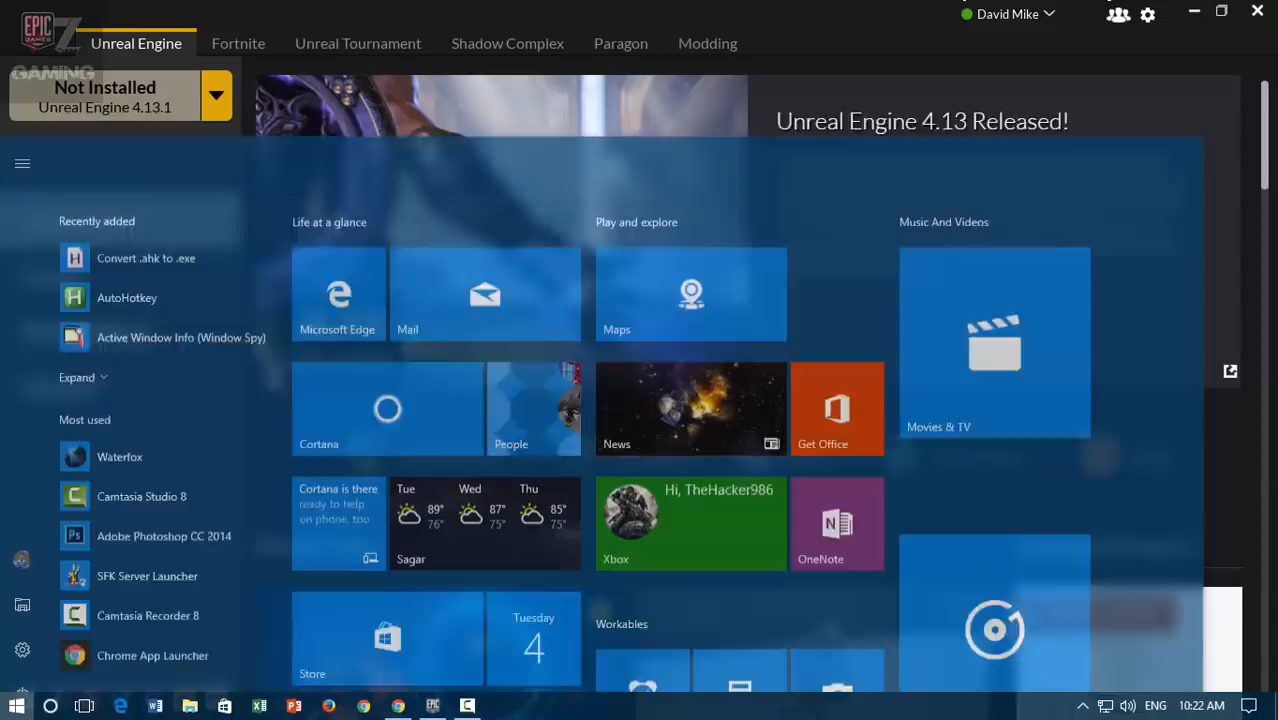 EPIC GAMES
7
GAMING
David Mike
Unreal Engine
Fortnite
Unreal Tournament
Shadow Complex
Paragon
Modding
Not Installed
Unreal Engine 4.13.1
Unreal Engine 4.13 Released!
Recently added
Convert .ahk to .exe
AutoHotkey
Active Window Info (Window Spy)
Expand
Most used
Waterfox
Camtasia Studio 8
Ps
Adobe Photoshop CC 2014
SFK Server Launcher
Camtasia Recorder 8
Chrome App Launcher
Life at a glance
Microsoft Edge
Mail
Cortana
People
Cortana is there
ready to help
on phone, too
Tue Wed Thu
89° 87° 85°
76° 75° 75°
Sagar
Store
Tuesday
4
Play and explore
Maps
News
Get Office
Hi, TheHacker986
Xbox
OneNote
Workables
Music And Videos
Movies & TV
ENG
10:22 AM